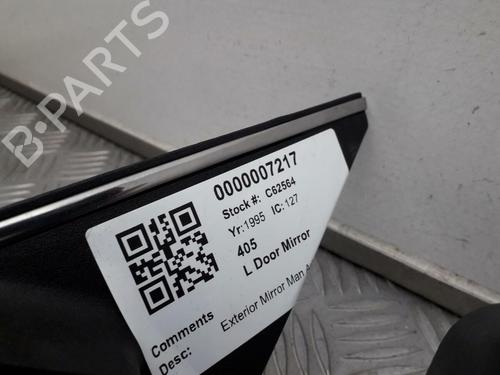 B-PARTS
0000007217
Stock #: C62564
Yr:1995 IC:127
405
L Door Mirror
Comments
Desc: Exterior Mirror Man